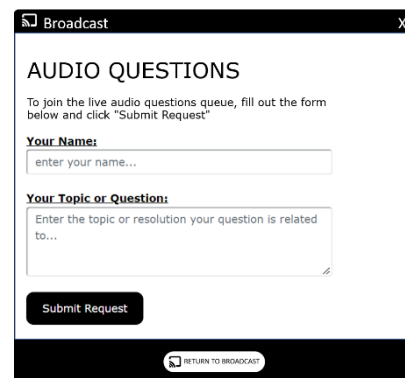 Broadcast X
AUDIO QUESTIONS
To join the live audio questions queue, fill out the form
below and click "Submit Request"
Your Name:
enter your name...
Your Topic or Question:
Enter the topic or resolution your question is related
to...
Submit Request
RETURN TO BROADCAST